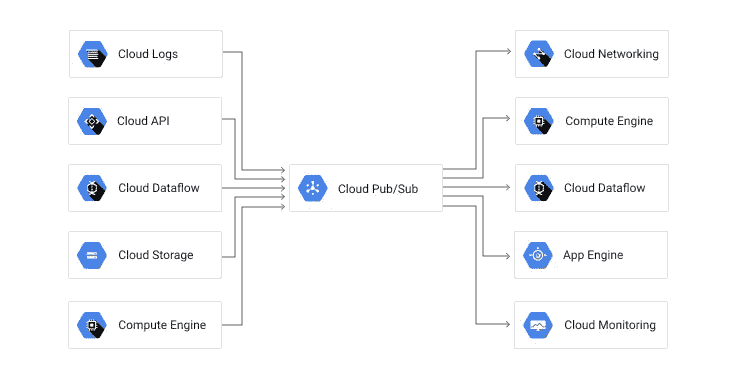 Cloud Logs
Cloud API
Cloud Dataflow
Cloud Storage
Compute Engine
Cloud Pub/Sub
Cloud Networking
Compute Engine
Cloud Dataflow
App Engine
Cloud Monitoring